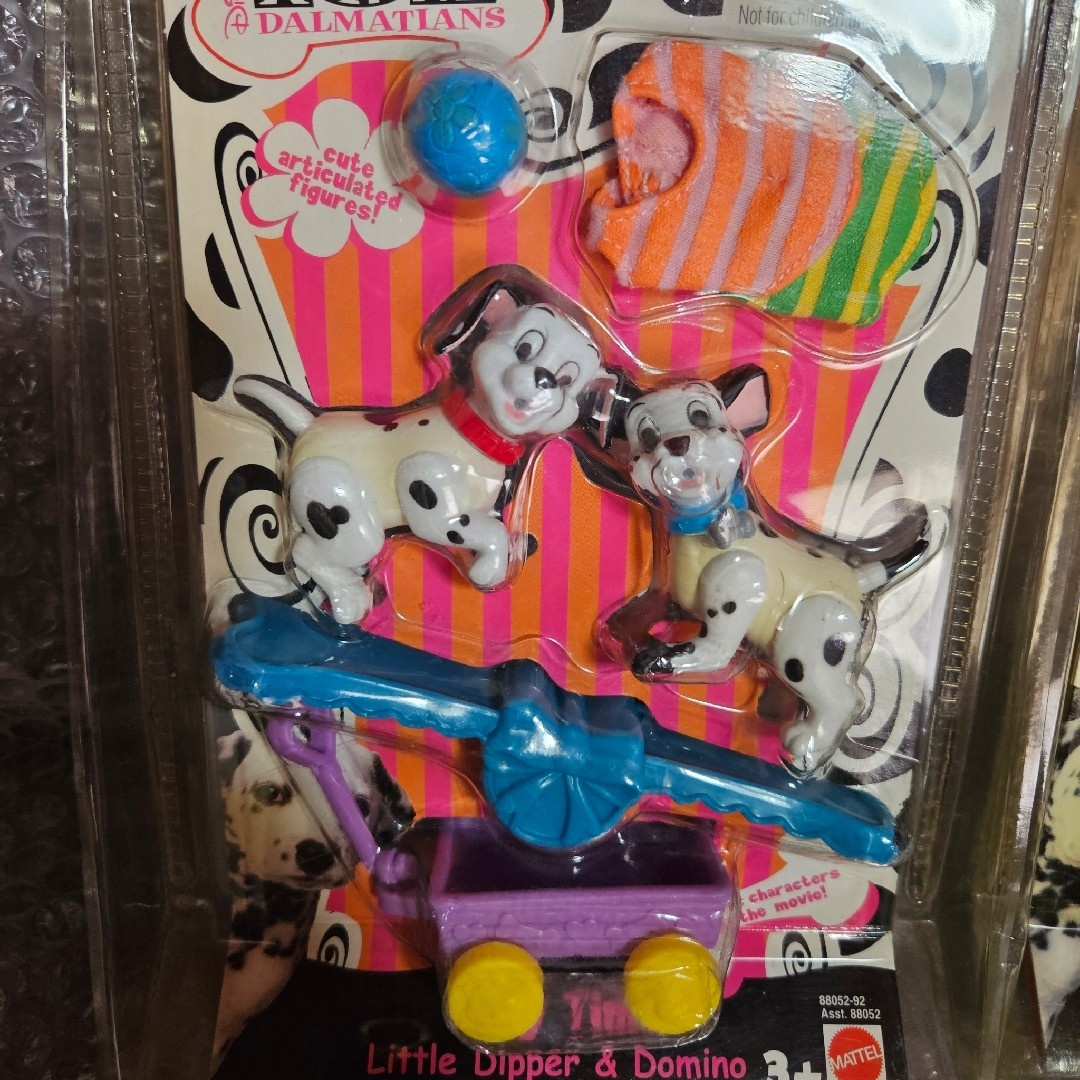 DALMATIANS
Not for children
cute
articulated
figures!
characters
the movie!
88052-92
Asst. 88052
Little Dipper & Domino
3+
MATTEL